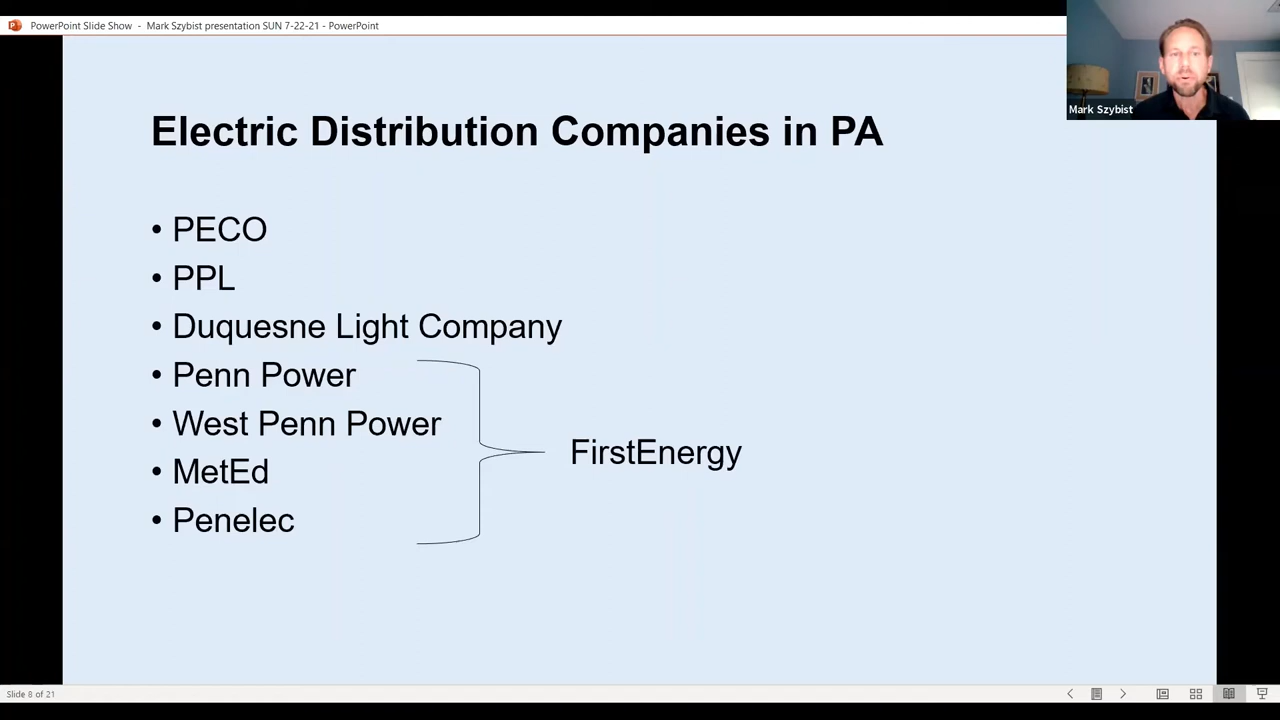 PowerPoint Slide Show - Mark Szybist presentation SUN 7-22-21 - PowerPoint
Mark Szybist
Electric Distribution Companies in PA
• PECO
• PPL
• Duquesne Light Company
• Penn Power
• West Penn Power
• MetEd
• Penelec
FirstEnergy
Slide 8 of 21